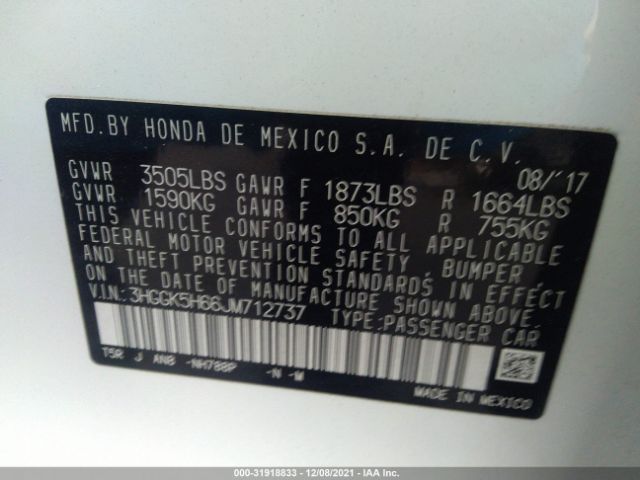 MFD. BY HONDA DE MEXICO S.A. DE C.V.
08/'17
GVWR 3505LBS GAWR F 1873LBS R 1664LBS
GVWR 1590KG GAWR F 850KG R 755KG
THIS VEHICLE CONFORMS TO ALL APPLICABLE
FEDERAL MOTOR VEHICLE SAFETY, BUMPER,
AND THEFT PREVENTION STANDARDS IN EFFECT
ON THE DATE OF MANUFACTURE SHOWN ABOVE.
V.I.N.: 3HGGK5H66JM712737 TYPE:PASSENGER CAR
T5R J ANB -NH788P -N -M
MADE IN MEXICO
000-31918833 - 12/08/2021 - IAA Inc.